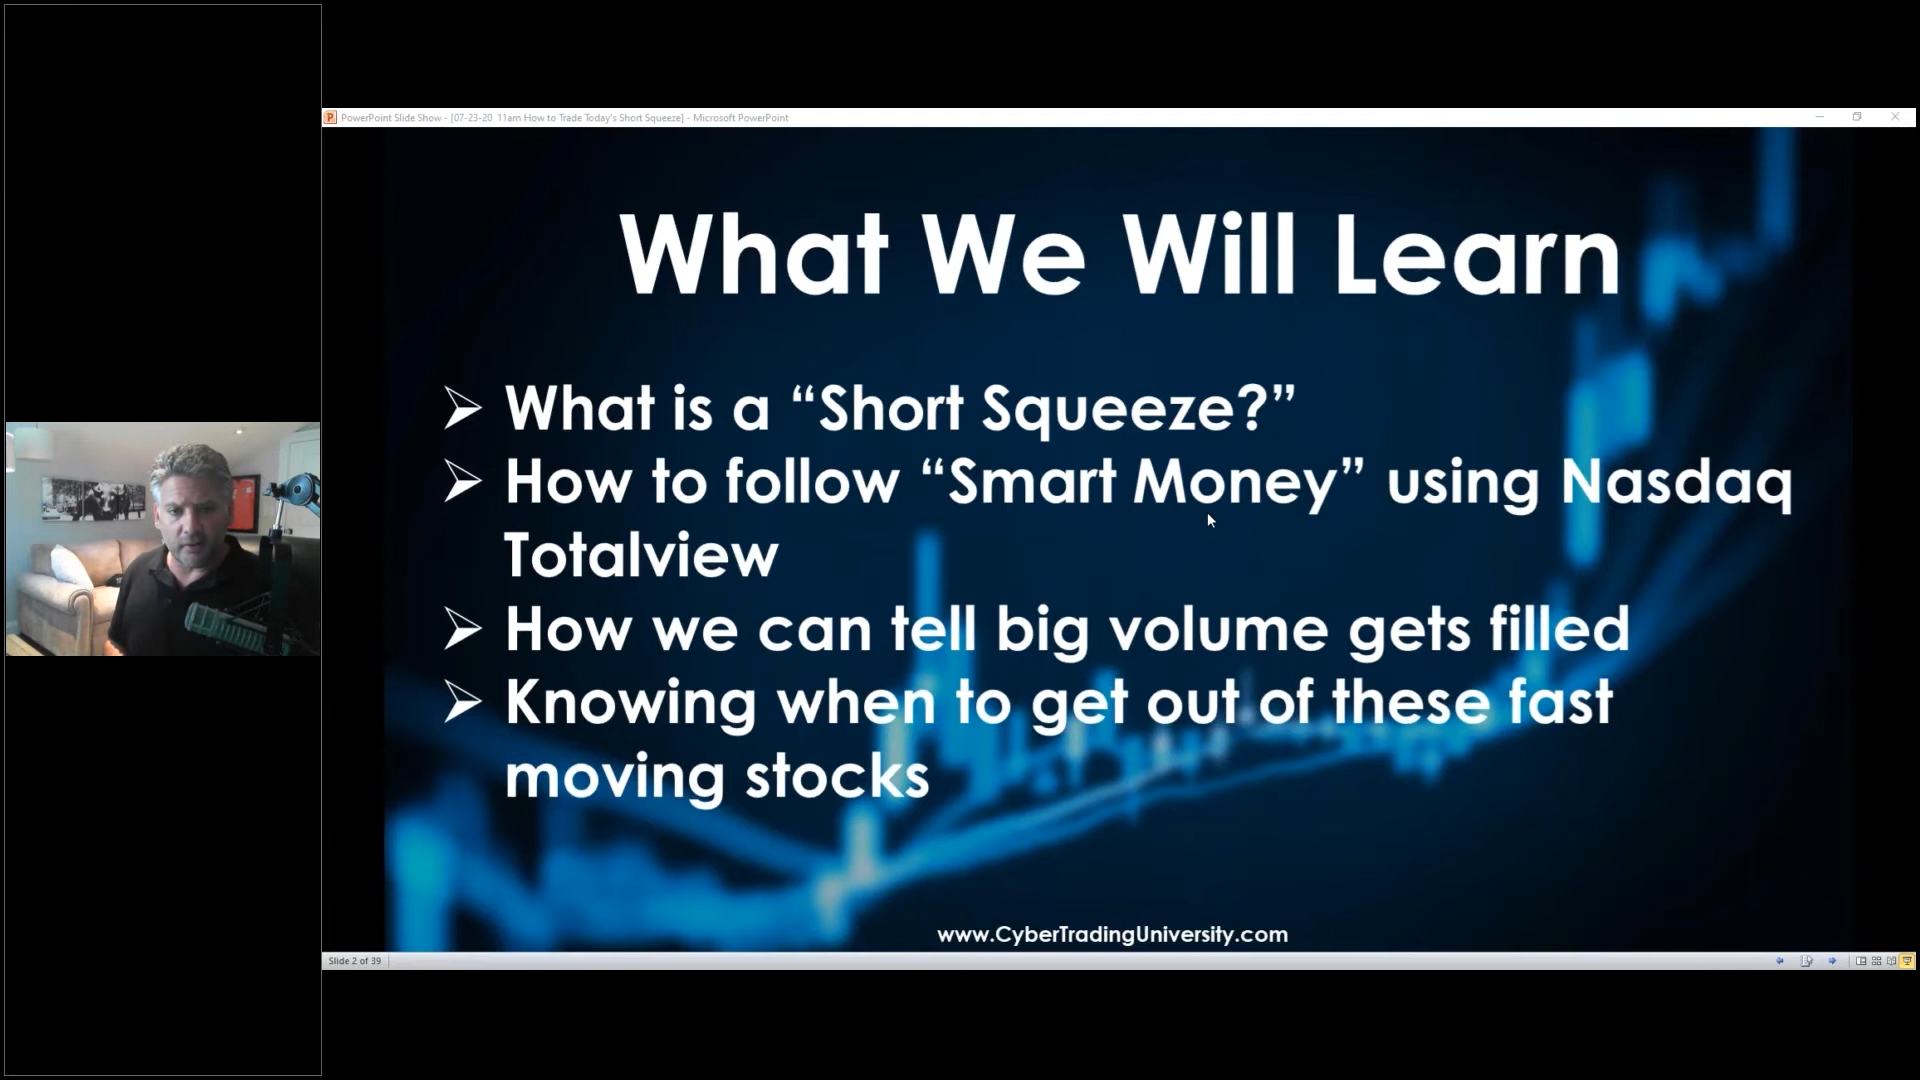 PowerPoint Slide Show - [07-23-20 11am How to Trade Today's Short Squeeze] - Microsoft PowerPoint
What We Will Learn
What is a “Short Squeeze?”
How to follow “Smart Money” using Nasdaq
Totalview
How we can tell big volume gets filled
Knowing when to get out of these fast
moving stocks
www.CyberTradingUniversity.com
Slide 2 of 39